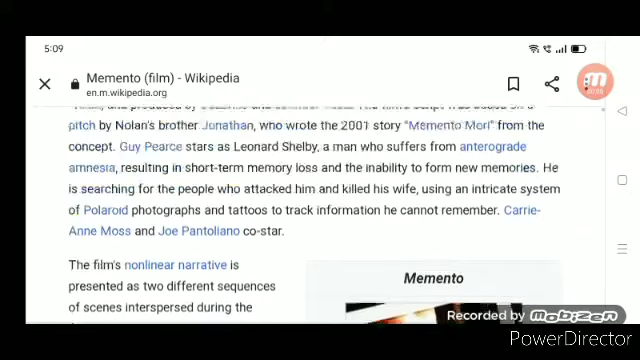 5:09
Memento (film) - Wikipedia
en.m.wikipedia.org
pitch by Nolan's brother Jonathan, who wrote the 2001 story "Memento Mori" from the
concept. Guy Pearce stars as Leonard Shelby, a man who suffers from anterograde
amnesia, resulting in short-term memory loss and the inability to form new memories. He
is searching for the people who attacked him and killed his wife, using an intricate system
of Polaroid photographs and tattoos to track information he cannot remember. Carrie-
Anne Moss and Joe Pantoliano co-star.
The film's nonlinear narrative is
presented as two different sequences
of scenes interspersed during the
Memento
Recorded by Mobizen
PowerDirector